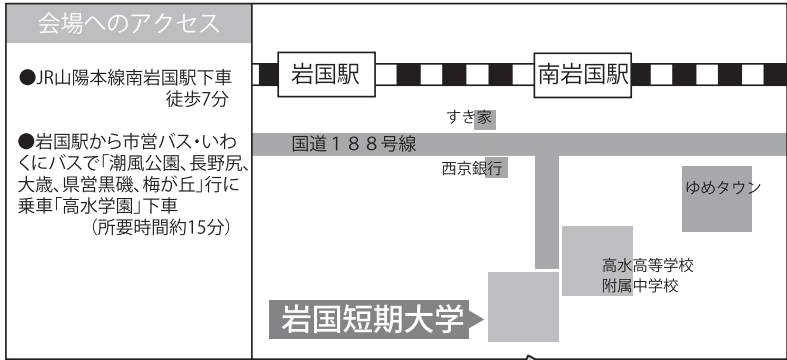 会場へのアクセス
●JR山陽本線南岩国駅下車
徒歩7分
●岩国駅から市営バス・いわ
くにバスで「潮風公園、長野尻、
大歳、県営黒磯、梅が丘」行に
乗車「高水学園」下車
(所要時間約15分)
岩国駅
南岩国駅
すき家
国道188号線
西京銀行
ゆめタウン
高水高等学校
附属中学校
岩国短期大学